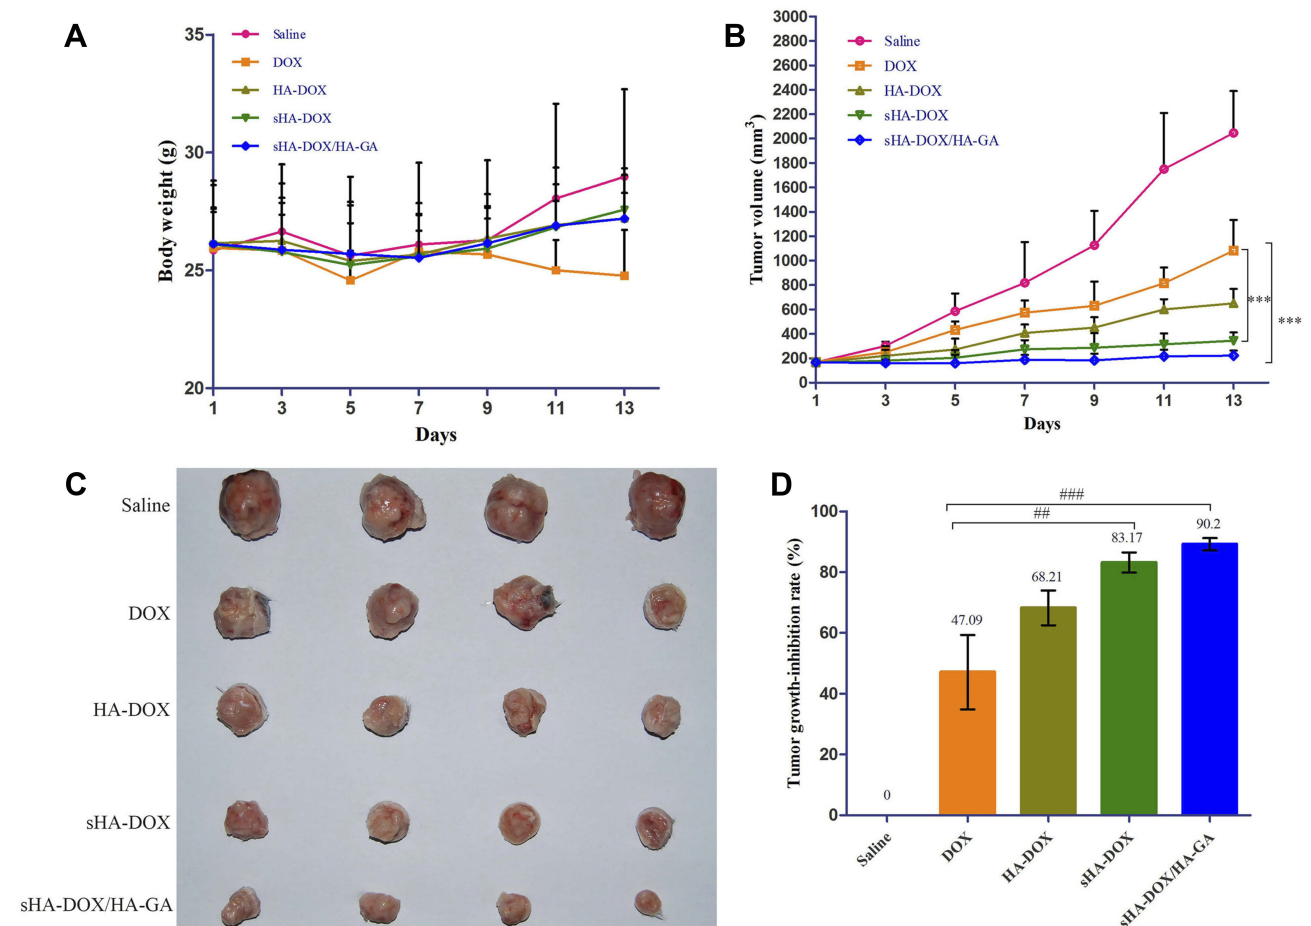 A
35
30
25
20
Body weight (g)
Saline
DOX
HA-DOX
sHA-DOX
sHA-DOX/HA-GA
1 3 5 7 9 11 13
Days
B
3000
2800
2600
2400
2200
2000
1800
1600
1400
1200
1000
800
600
400
200
0
Tumor volume (mm³)
Saline
DOX
HA-DOX
sHA-DOX
sHA-DOX/HA-GA
***
***
1 3 5 7 9 11 13
Days
C
Saline
DOX
HA-DOX
sHA-DOX
sHA-DOX/HA-GA
D
100
80
60
40
20
0
Tumor growth-inhibition rate (%)
###
##
0
47.09
68.21
83.17
90.2
Saline
DOX
HA-DOX
sHA-DOX
sHA-DOX/HA-GA